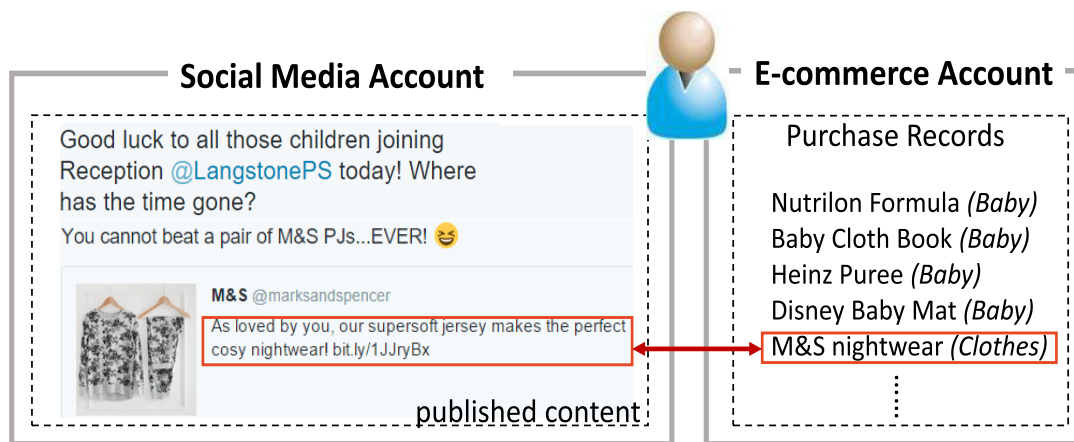 Social Media Account
Good luck to all those children joining
Reception @LangstonePS today! Where
has the time gone?
You cannot beat a pair of M&S PJs...EVER! 😆
M&S @marksandspencer
As loved by you, our supersoft jersey makes the perfect
cosy nightwear! bit.ly/1JJryBx
published content
E-commerce Account
Purchase Records
Nutrilon Formula (Baby)
Baby Cloth Book (Baby)
Heinz Puree (Baby)
Disney Baby Mat (Baby)
M&S nightwear (Clothes)